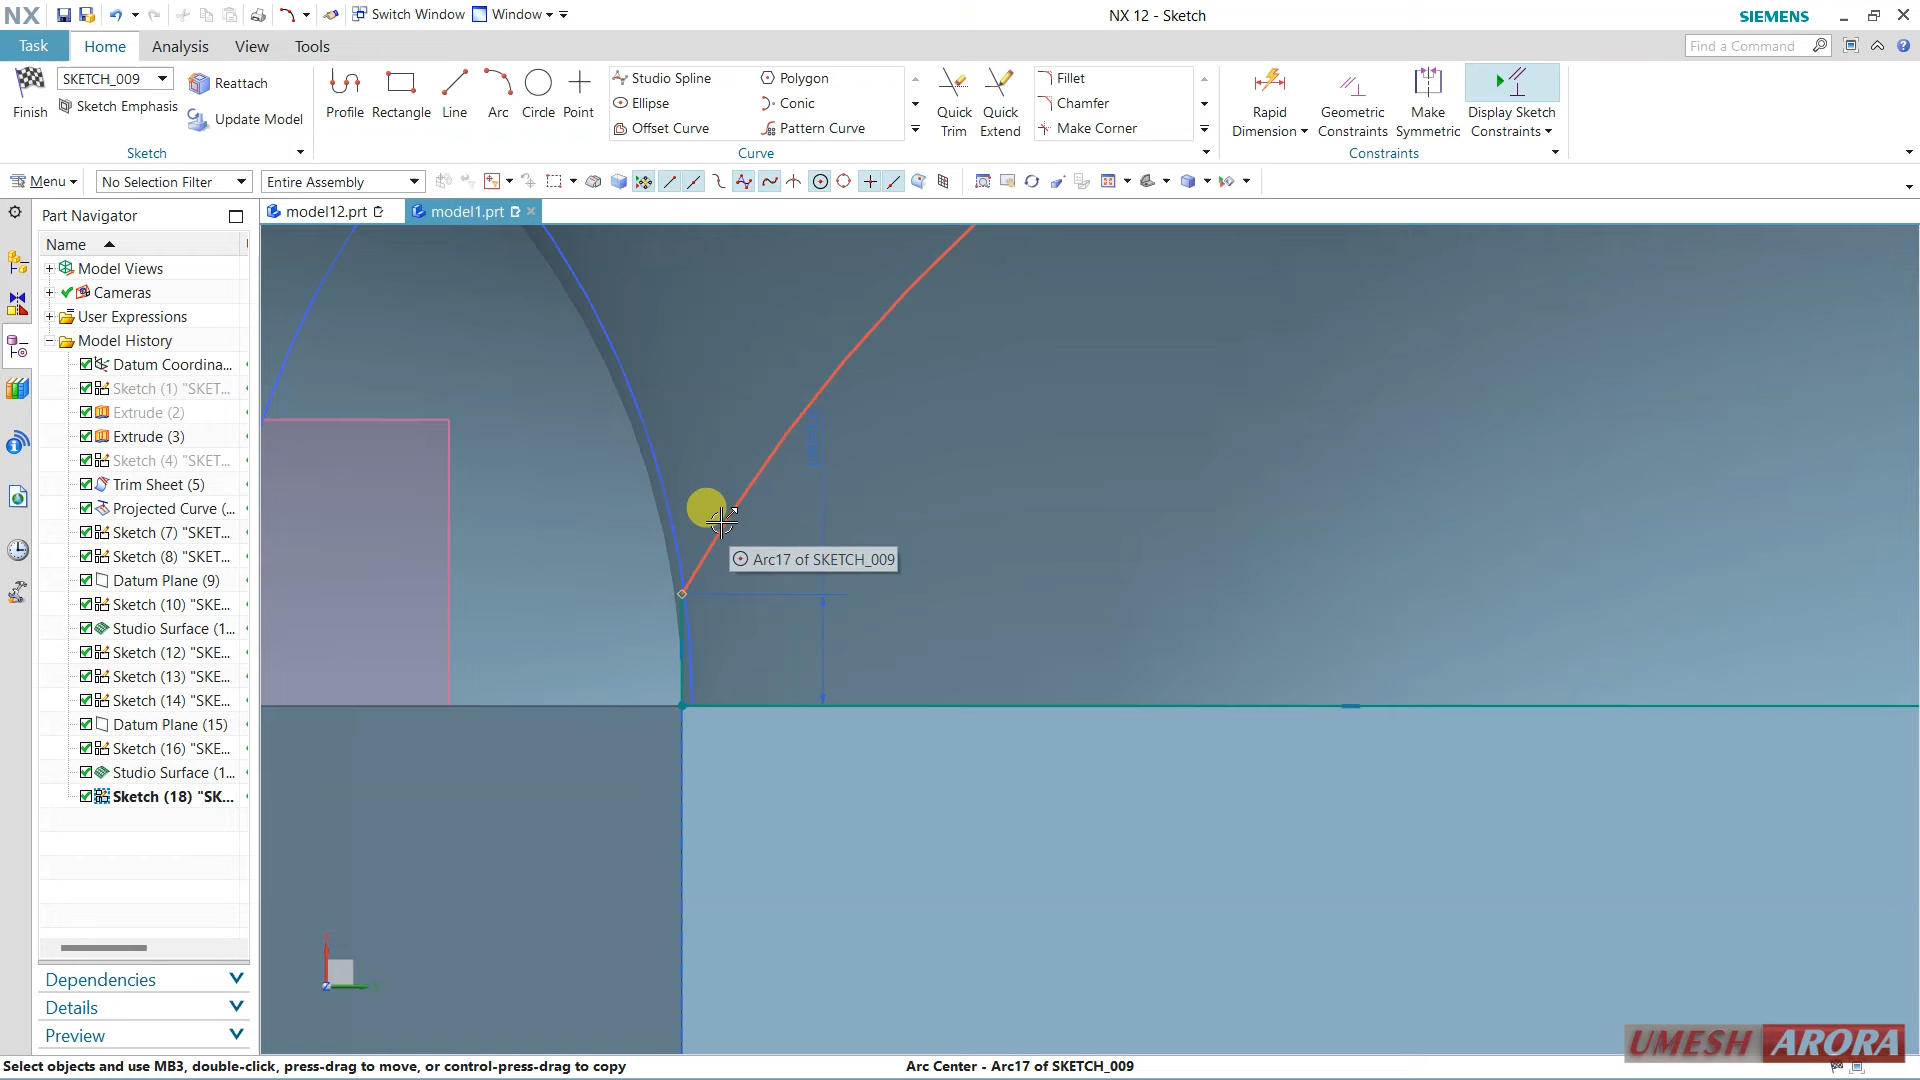 NX
Switch Window
Window
NX 12 - Sketch
SIEMENS
Task
Home
Analysis
View
Tools
Find a Command
Finish
SKETCH_009
Sketch Emphasis
Reattach
Update Model
Sketch
Profile
Rectangle
Line
Arc
Circle
Point
Studio Spline
Ellipse
Offset Curve
Polygon
Conic
Pattern Curve
Curve
Quick Trim
Quick Extend
Fillet
Chamfer
Make Corner
Rapid Dimension
Geometric Constraints
Make Symmetric
Display Sketch Constraints
Constraints
Menu
No Selection Filter
Entire Assembly
Part Navigator
model12.prt
model1.prt
Name
Model Views
Cameras
User Expressions
Model History
Datum Coordina...
Sketch (1) "SKET...
Extrude (2)
Extrude (3)
Sketch (4) "SKET...
Trim Sheet (5)
Projected Curve (...
Sketch (7) "SKET...
Sketch (8) "SKET...
Datum Plane (9)
Sketch (10) "SKE...
Studio Surface (1...
Sketch (12) "SKE...
Sketch (13) "SKE...
Sketch (14) "SKE...
Datum Plane (15)
Sketch (16) "SKE...
Studio Surface (1...
Sketch (18) "SK...
Arc17 of SKETCH_009
Dependencies
Details
Preview
UMESH ARORA
Select objects and use MB3, double-click, press-drag to move, or control-press-drag to copy
Arc Center - Arc17 of SKETCH_009